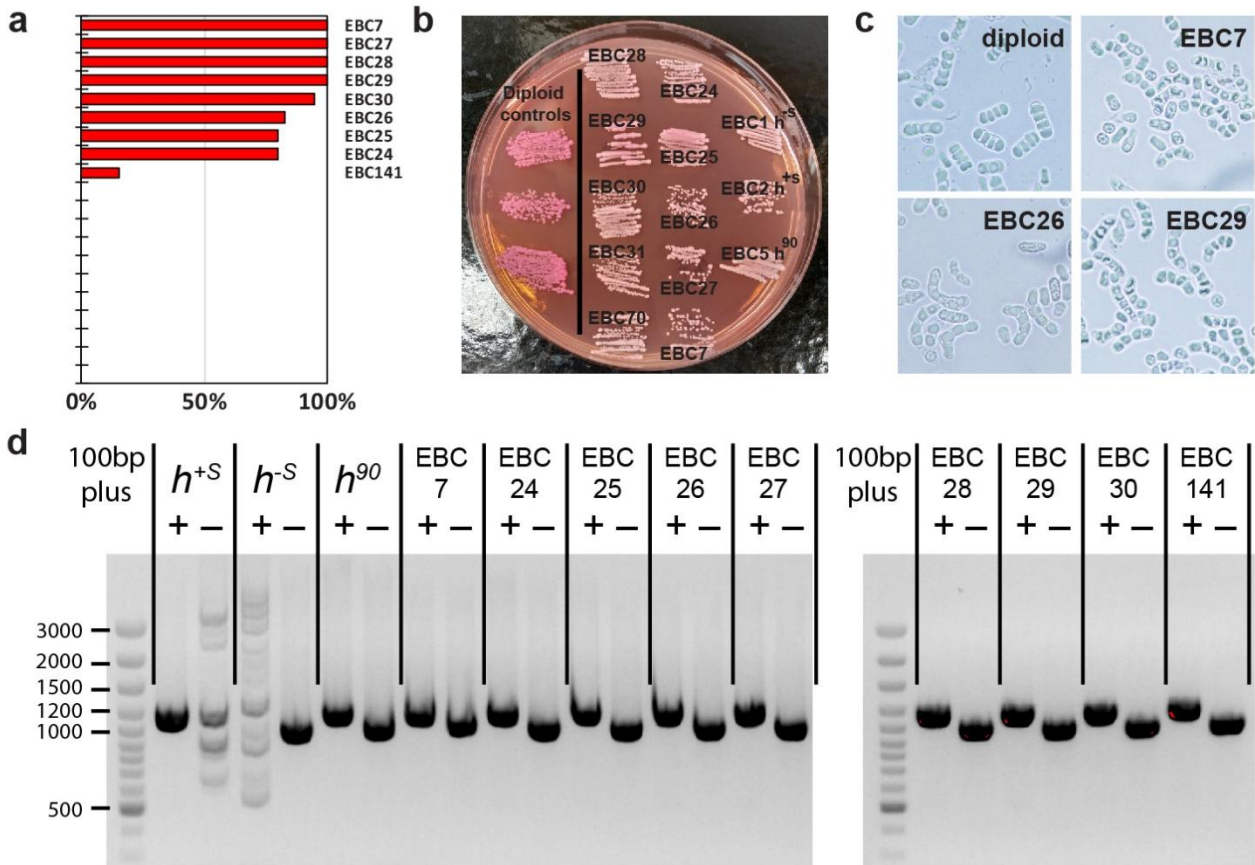 a
EBC7
EBC27
EBC28
EBC29
EBC30
EBC26
EBC25
EBC24
EBC141
0% 50% 100%
b
EBC28
EBC24
Diploid
controls
EBC29
EBC1 h-s
EBC25
EBC30
EBC2 h+s
EBC26
EBC31
EBC5 h90
EBC27
EBC70
EBC7
c
diploid
EBC7
EBC26
EBC29
d
100bp
plus
h+S
h-S
h90
EBC
7
EBC
24
EBC
25
EBC
26
EBC
27
+ – + – + – + – + – + – + – + –
3000
2000
1500
1200
1000
500
100bp
plus
EBC
28
EBC
29
EBC
30
EBC
141
+ – + – + – + –